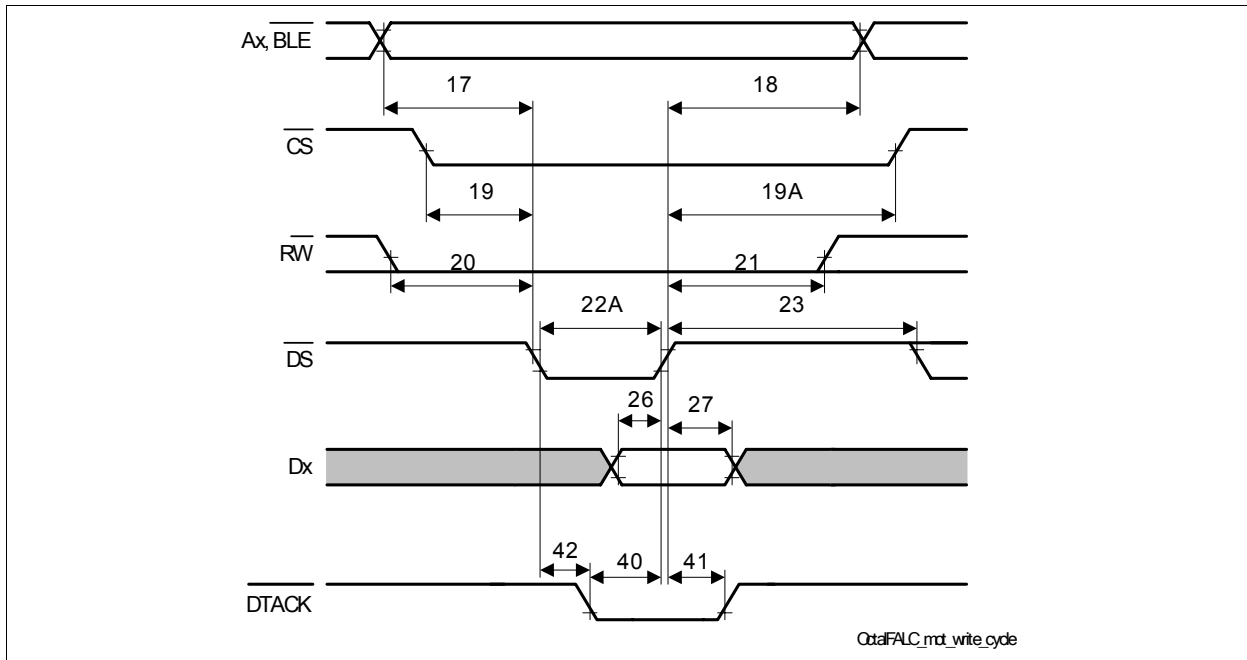 Ax, BLE
17
18
CS
19
19A
RW
20
21
22A
23
DS
26
27
Dx
42
40
41
DTACK
OctalFALC_mot_write_cycle